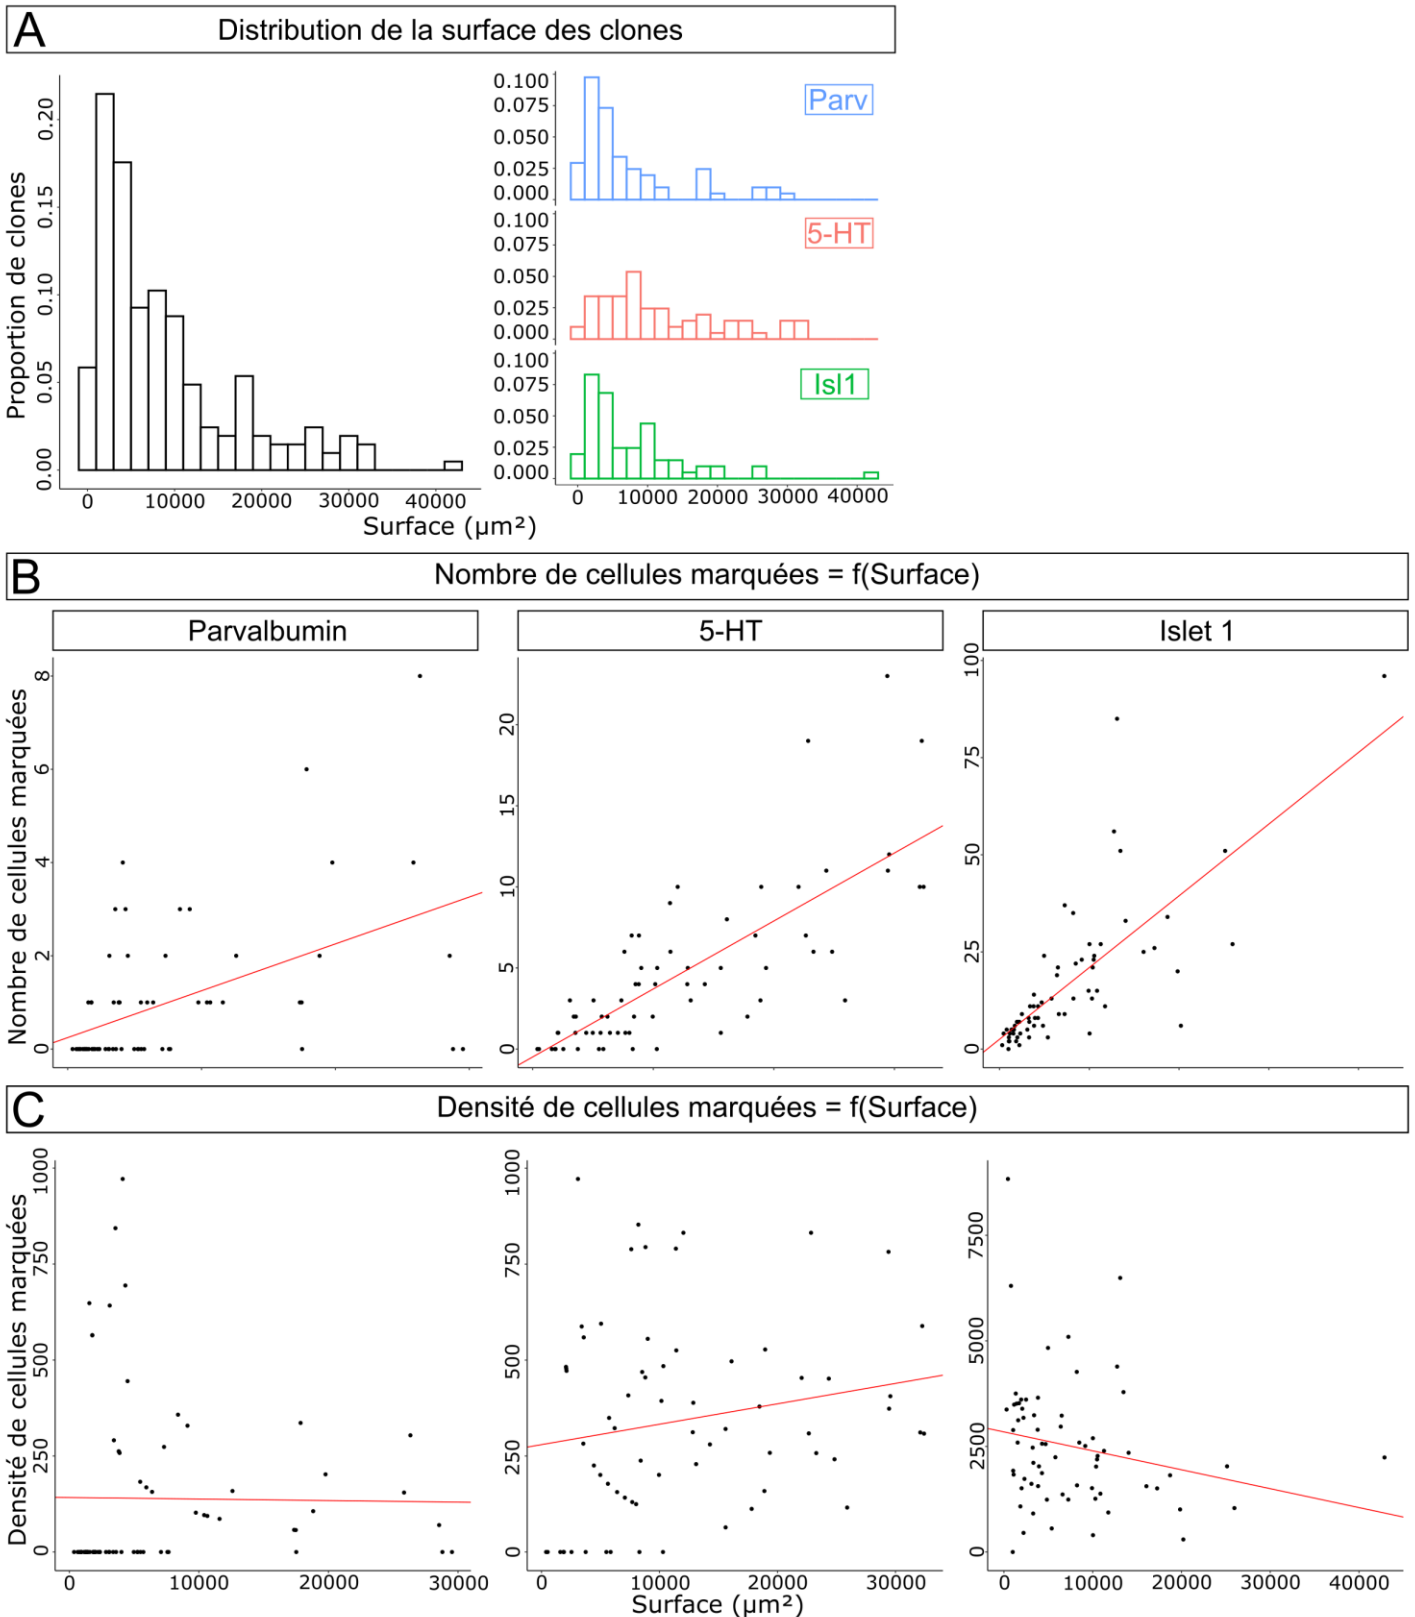 A
Distribution de la surface des clones
Proportion de clones
0.00 0.05 0.10 0.15 0.20
0 10000 20000 30000 40000
0.100
0.075
0.050
0.025
0.000
Parv
0.100
0.075
0.050
0.025
0.000
5-HT
0.100
0.075
0.050
0.025
0.000
Isl1
0 10000 20000 30000 40000
Surface (µm²)
B
Nombre de cellules marquées = f(Surface)
Parvalbumin
5-HT
Islet 1
Nombre de cellules marquées
0 2 4 6 8
0 5 10 15 20
0 25 50 75 100
C
Densité de cellules marquées = f(Surface)
Densité de cellules marquées
0 250 500 750 1000
0 10000 20000 30000
0 250 500 750 1000
0 10000 20000 30000
0 2500 5000 7500
0 10000 20000 30000 40000
Surface (µm²)